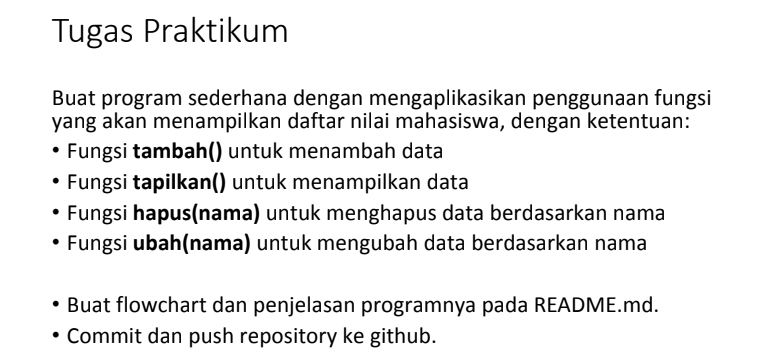 Tugas Praktikum
Buat program sederhana dengan mengaplikasikan penggunaan fungsi
yang akan menampilkan daftar nilai mahasiswa, dengan ketentuan:
• Fungsi tambah() untuk menambah data
• Fungsi tapilkan() untuk menampilkan data
• Fungsi hapus(nama) untuk menghapus data berdasarkan nama
• Fungsi ubah(nama) untuk mengubah data berdasarkan nama
• Buat flowchart dan penjelasan programnya pada README.md.
• Commit dan push repository ke github.